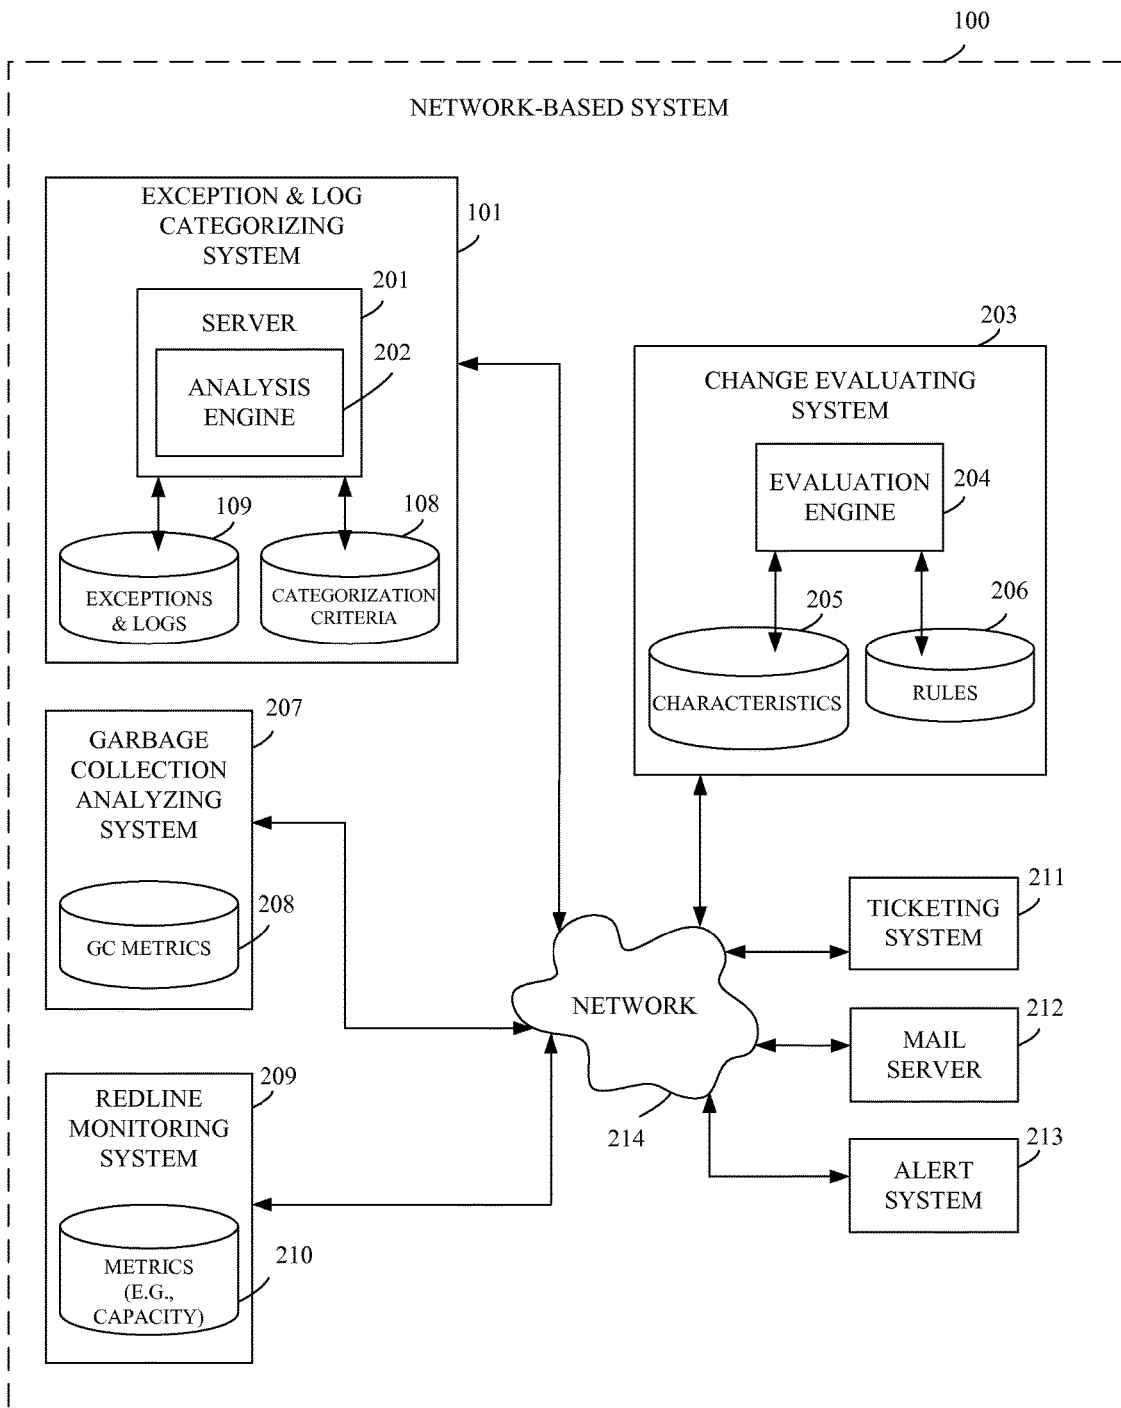 100
NETWORK-BASED SYSTEM
EXCEPTION & LOG
CATEGORIZING
SYSTEM
101
201
SERVER
202
ANALYSIS
ENGINE
109
108
EXCEPTIONS
& LOGS
CATEGORIZATION
CRITERIA
203
CHANGE EVALUATING
SYSTEM
EVALUATION
ENGINE
204
205
206
CHARACTERISTICS
RULES
207
GARBAGE
COLLECTION
ANALYZING
SYSTEM
208
GC METRICS
209
REDLINE
MONITORING
SYSTEM
210
METRICS
(E.G.,
CAPACITY)
NETWORK
214
211
TICKETING
SYSTEM
212
MAIL
SERVER
213
ALERT
SYSTEM